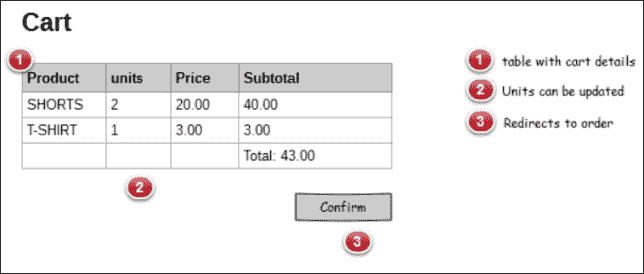 Cart
1
Product units Price Subtotal
SHORTS 2 20.00 40.00
T-SHIRT 1 3.00 3.00
Total: 43.00
2
Confirm
3
1 table with cart details
2 Units can be updated
3 Redirects to order